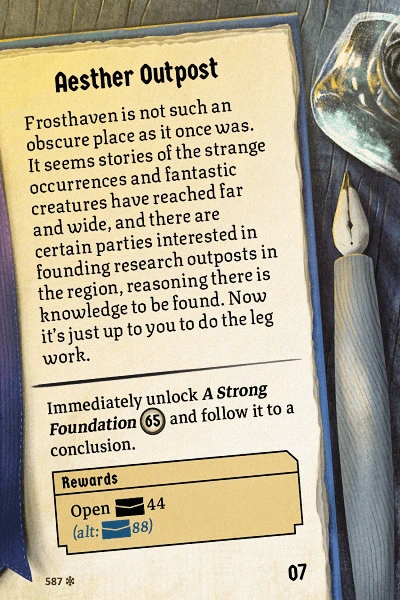 Aesther Outpost
Frosthaven is not such an
obscure place as it once was.
It seems stories of the strange
occurrences and fantastic
creatures have reached far
and wide, and there are
certain parties interested in
founding research outposts in
the region, reasoning there is
knowledge to be found. Now
it's just up to you to do the leg
work.
Immediately unlock A Strong
Foundation 65 and follow it to a
conclusion.
Rewards
Open 44
(alt: 88)
587
07